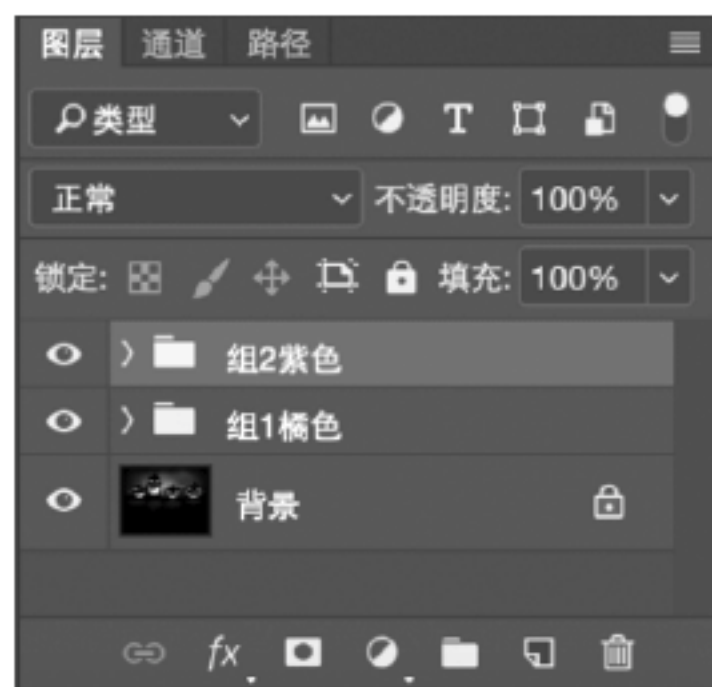 图层 通道 路径
类型 T
正常 不透明度: 100%
锁定: 填充: 100%
组2紫色
组1橘色
背景
fx